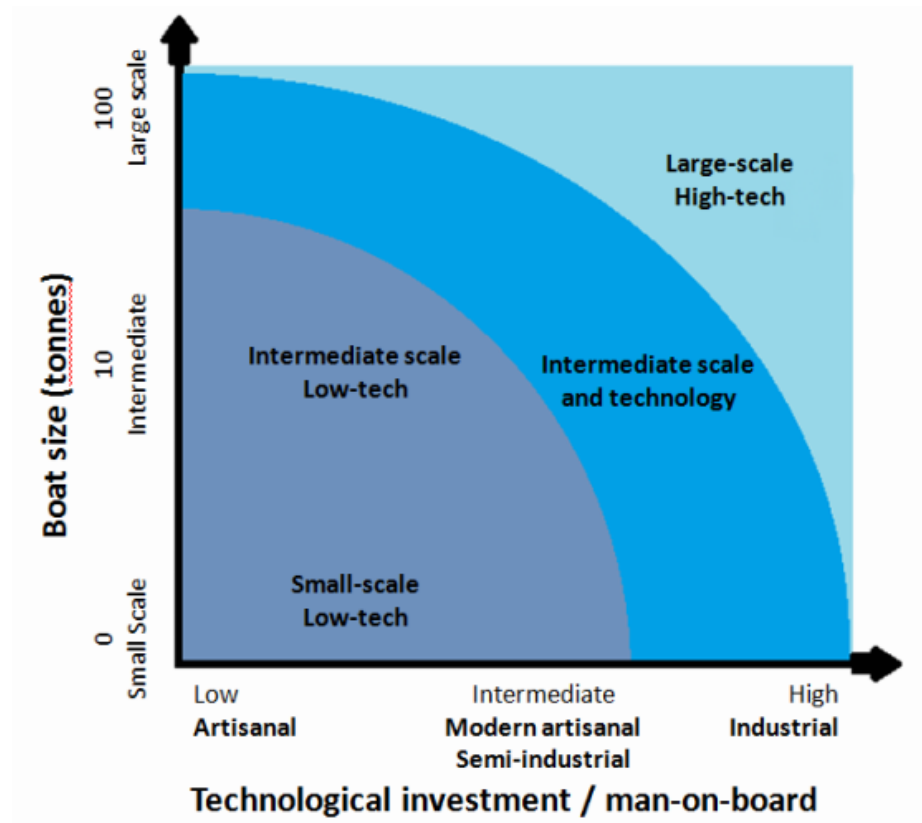 Large scale
100
Large-scale
High-tech
Boat size (tonnes)
Intermediate
10
Intermediate scale
Low-tech
Intermediate scale
and technology
Small Scale
0
Small-scale
Low-tech
Low
Artisanal
Intermediate
Modern artisanal
Semi-industrial
High
Industrial
Technological investment / man-on-board